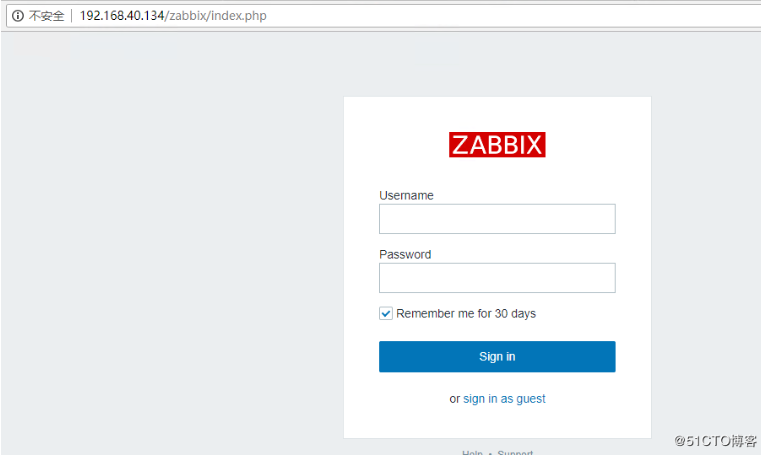 不安全 192.168.40.134/zabbix/index.php
ZABBIX
Username
Password
Remember me for 30 days
Sign in
or sign in as guest
Help • Support
@51CTO博客